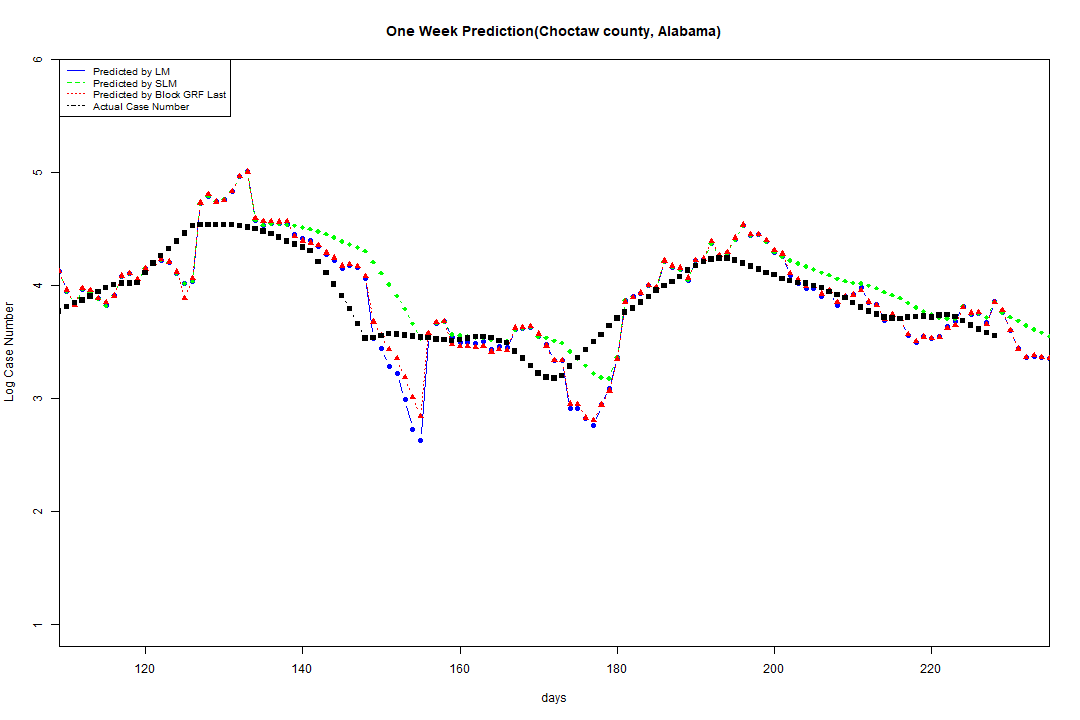 One Week Prediction(Choctaw county, Alabama)
Predicted by LM
Predicted by SLM
Predicted by Block GRF Last
Actual Case Number
6
5
4
3
2
1
Log Case Number
120 140 160 180 200 220
days